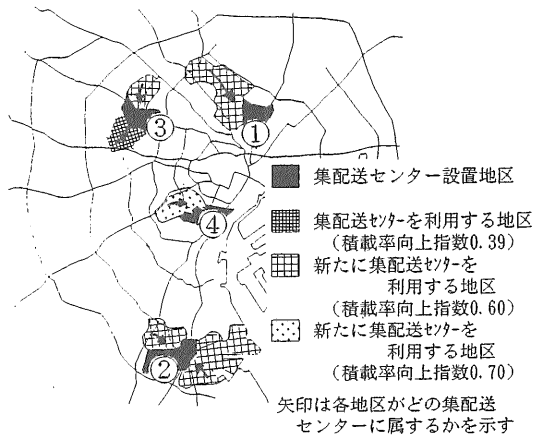 ③
①
④
②
集配送センター設置地区
集配送センターを利用する地区
(積載率向上指数0.39)
新たに集配送センターを
利用する地区
(積載率向上指数0.60)
新たに集配送センターを
利用する地区
(積載率向上指数0.70)
矢印は各地区がどの集配送
センターに属するかを示す